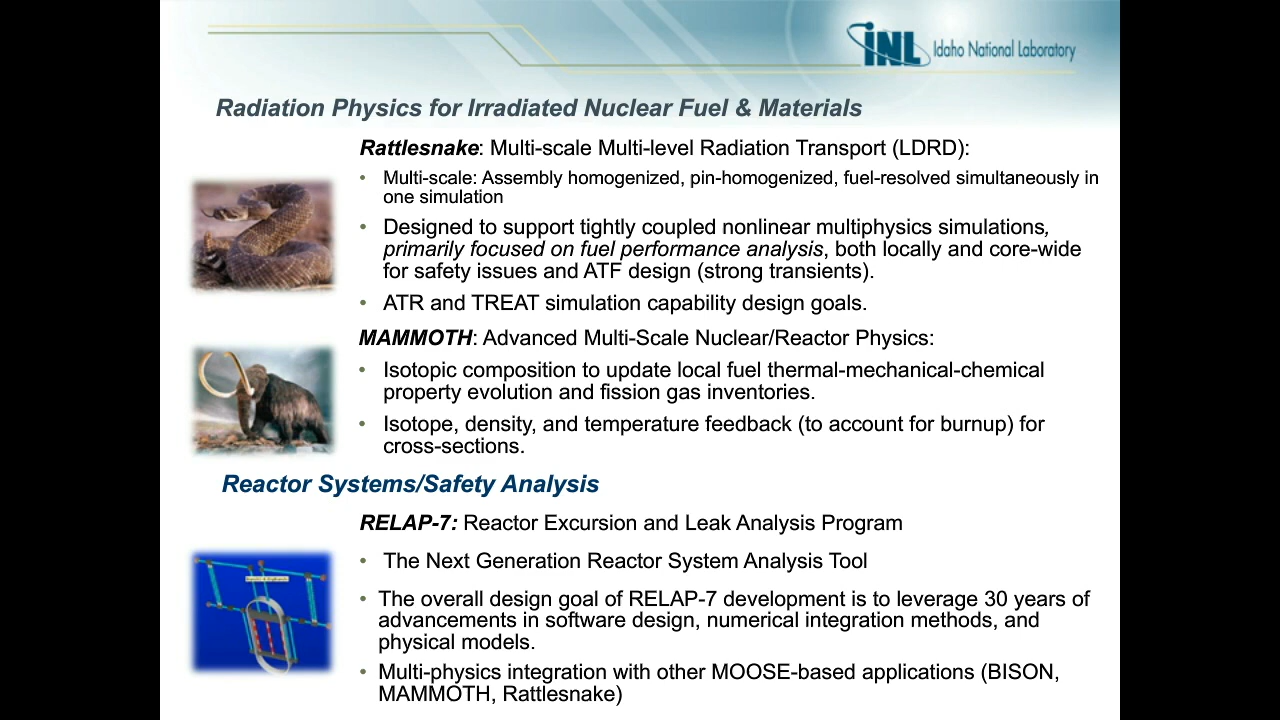 INL Idaho National Laboratory
Radiation Physics for Irradiated Nuclear Fuel & Materials
Rattlesnake: Multi-scale Multi-level Radiation Transport (LDRD):
• Multi-scale: Assembly homogenized, pin-homogenized, fuel-resolved simultaneously in
one simulation
• Designed to support tightly coupled nonlinear multiphysics simulations,
primarily focused on fuel performance analysis, both locally and core-wide
for safety issues and ATF design (strong transients).
• ATR and TREAT simulation capability design goals.
MAMMOTH: Advanced Multi-Scale Nuclear/Reactor Physics:
• Isotopic composition to update local fuel thermal-mechanical-chemical
property evolution and fission gas inventories.
• Isotope, density, and temperature feedback (to account for burnup) for
cross-sections.
Reactor Systems/Safety Analysis
RELAP-7: Reactor Excursion and Leak Analysis Program
• The Next Generation Reactor System Analysis Tool
• The overall design goal of RELAP-7 development is to leverage 30 years of
advancements in software design, numerical integration methods, and
physical models.
• Multi-physics integration with other MOOSE-based applications (BISON,
MAMMOTH, Rattlesnake)